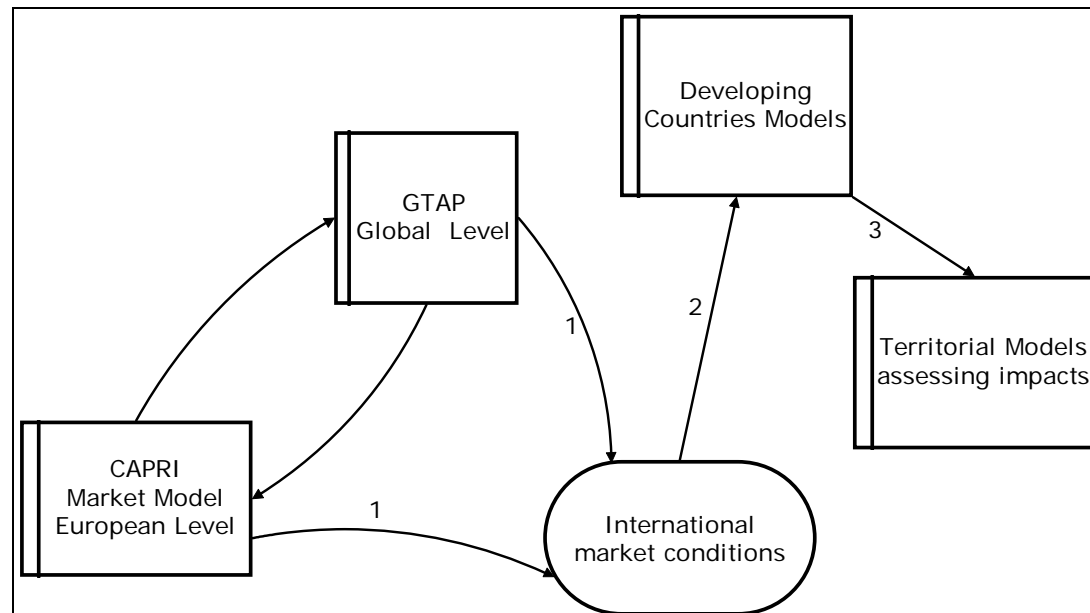 Developing
Countries Models
GTAP
Global Level
3
1
2
Territorial Models
assessing impacts
CAPRI
Market Model
European Level
1
International
market conditions